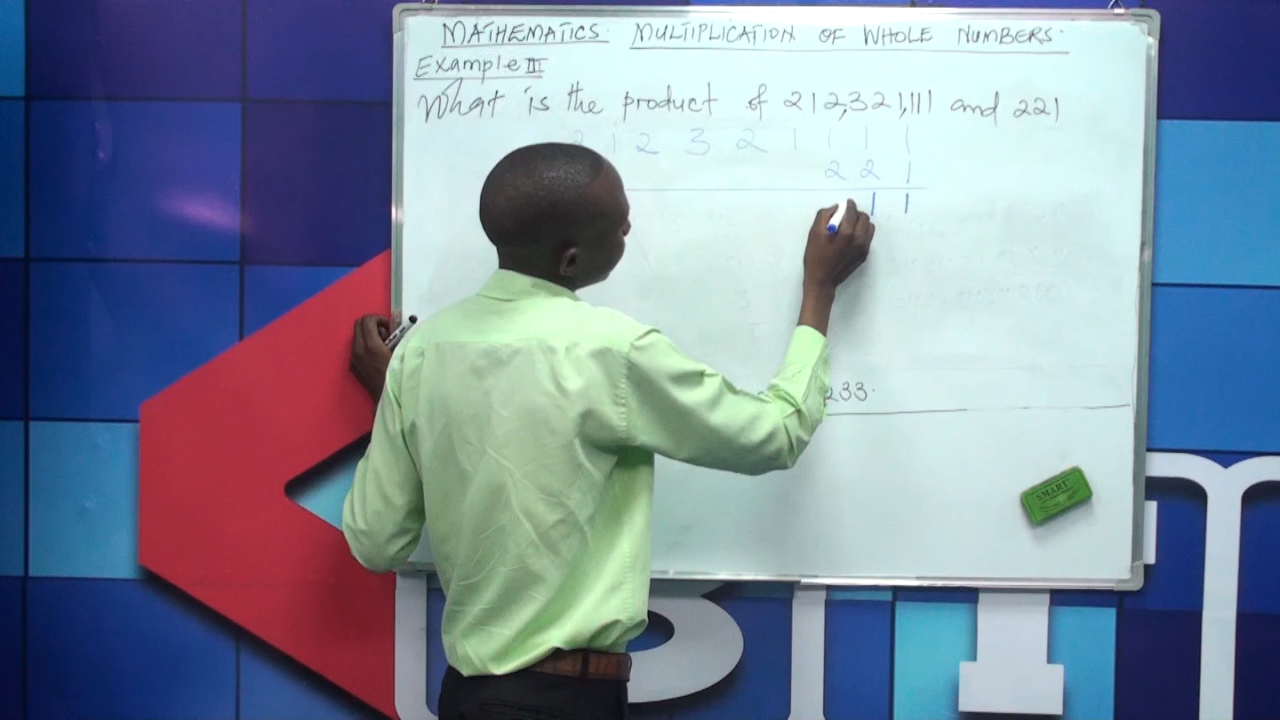 MATHEMATICS: MULTIPLICATION OF WHOLE NUMBERS.
Example III
What is the product of 212,321,111 and 221
2 1 2 3 2 1 1 1 1
2 2 1
1 1
233.
SMART